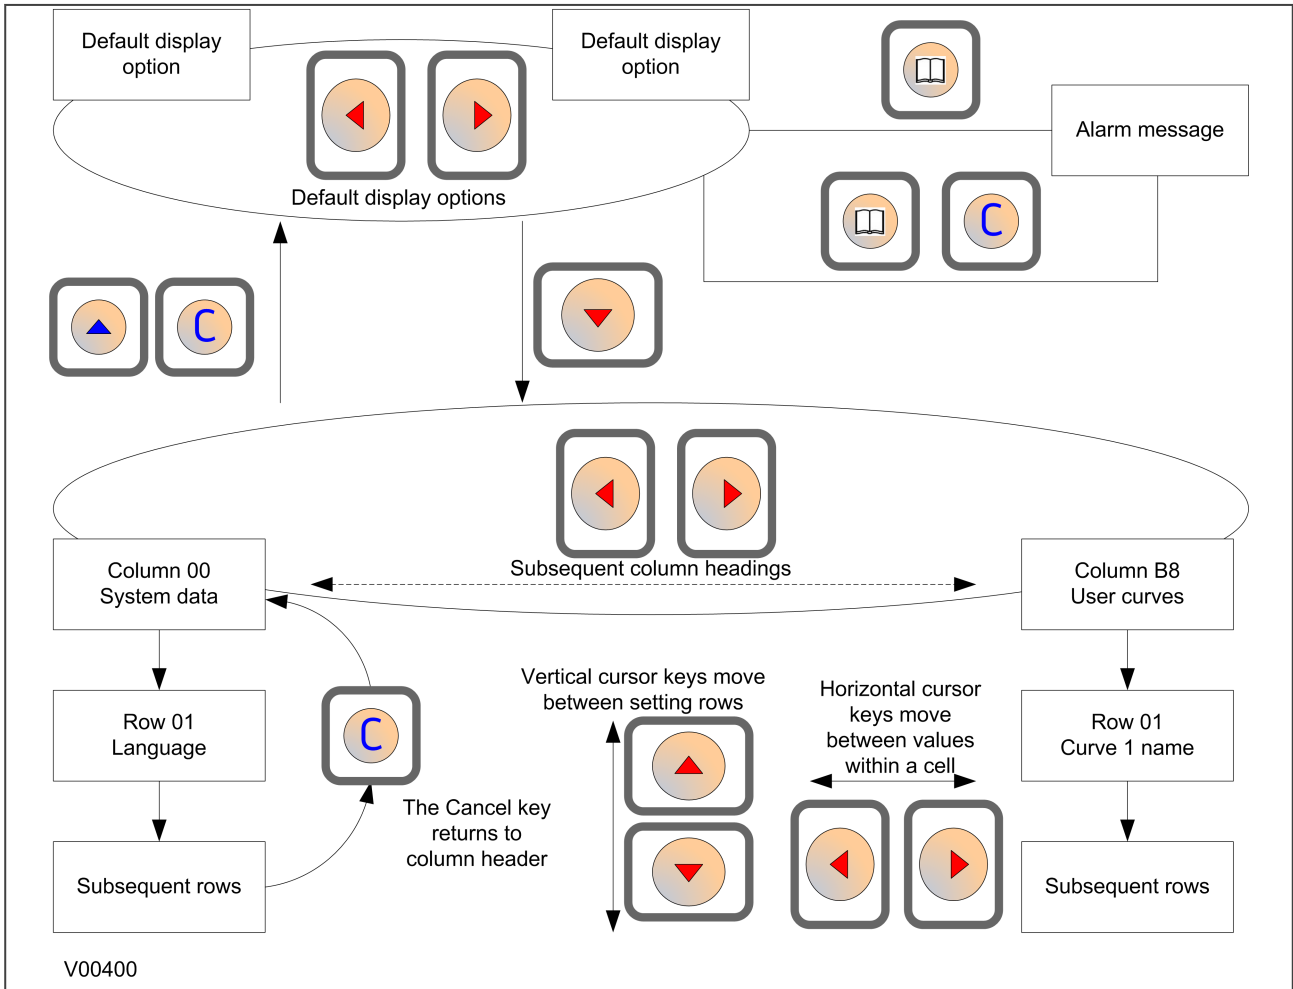 Default display
option
Default display
option
Alarm message
Default display options
C
C
Subsequent column headings
Column 00
System data
Column B8
User curves
Vertical cursor keys move
between setting rows
Horizontal cursor
keys move
between values
within a cell
Row 01
Language
C
Row 01
Curve 1 name
The Cancel key
returns to
column header
Subsequent rows
Subsequent rows
V00400